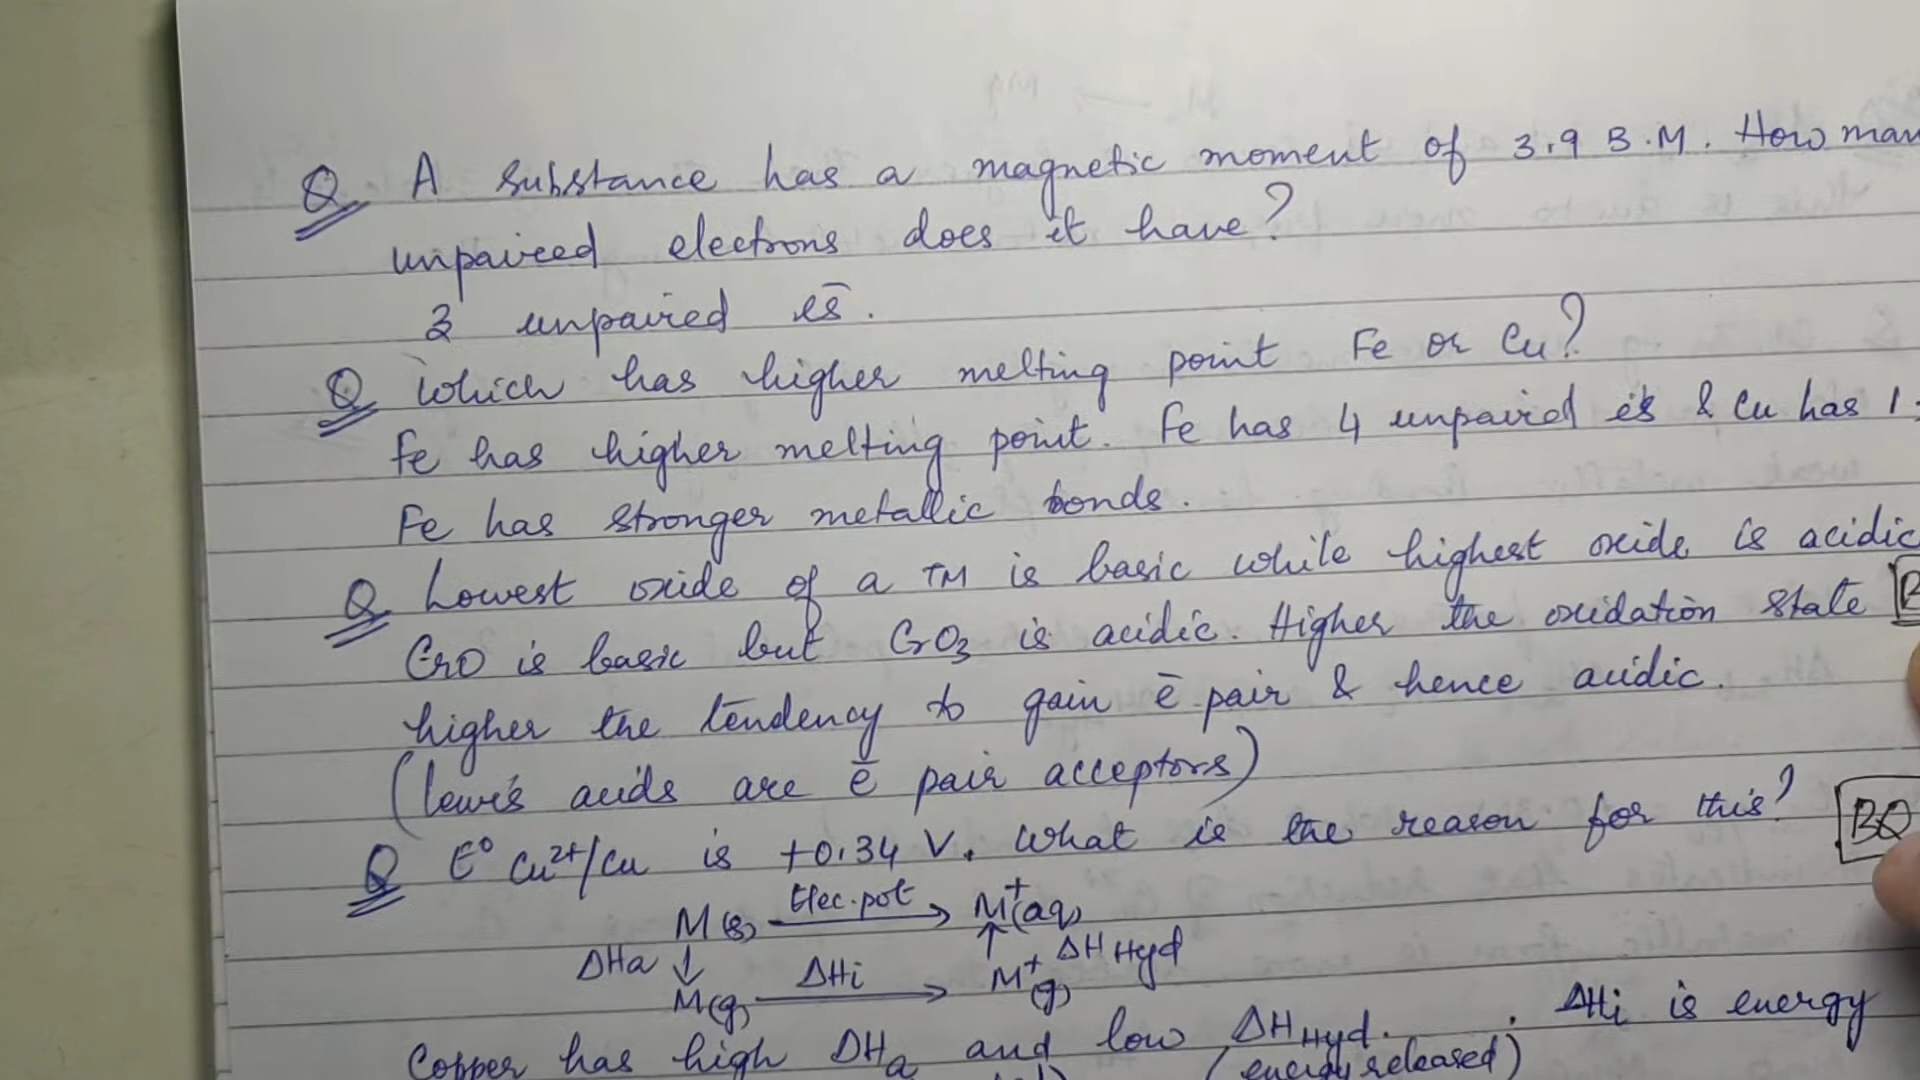 Q A substance has a magnetic moment of 3.9 B.M. How man
unpaired electrons does it have?
3 unpaired ēs.
Q Which has higher melting point Fe or Cu?
Fe has higher melting point. Fe has 4 unpaired ēs & Cu has 1
Fe has stronger metallic bonds.
Q Lowest oxide of a TM is basic while highest oxide is acidic
CrO is basic but CrO3 is acidic. Higher the oxidation state B
higher the tendency to gain ē pair & hence acidic.
(lewis acids are ē pair acceptors)
Q E° Cu2+/Cu is +0.34 V. What is the reason for this? BQ
M(s) Elec.pot → M+(aq)
ΔHa ↓ ↑ ΔH Hyd
M(g) ΔHi → M+(g)
Copper has high ΔHa and low ΔHHyd. ΔHi is energy
(energy released)